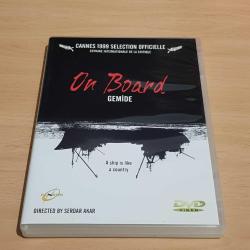 CANNES 1999 SELECTION OFFICIELLE
SEMAINE INTERNATIONALE DE LA CRITIQUE
On Board
GEMİDE
A ship is like
a country
DVD
VIDEO
DIRECTED BY SERDAR AKAR